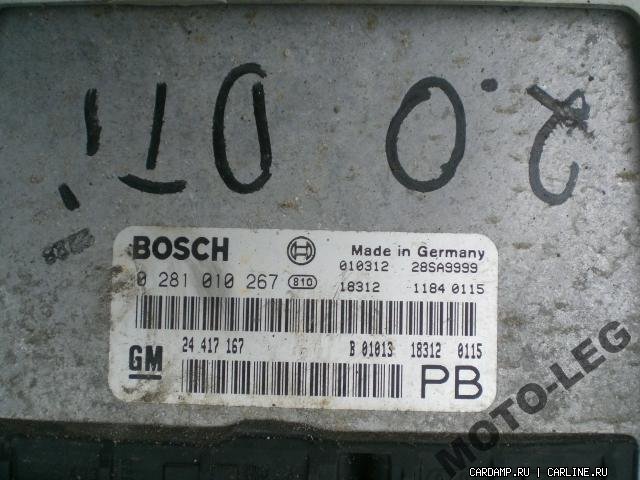 2.0 DTI
BOSCH
Made in Germany
010312 28SA9999
0 281 010 267 810
18312 1184 0115
GM
24 417 167
B 01013 18312 0115
PB
MOTO-LEG
CARDAMP.RU | CARLINE.RU